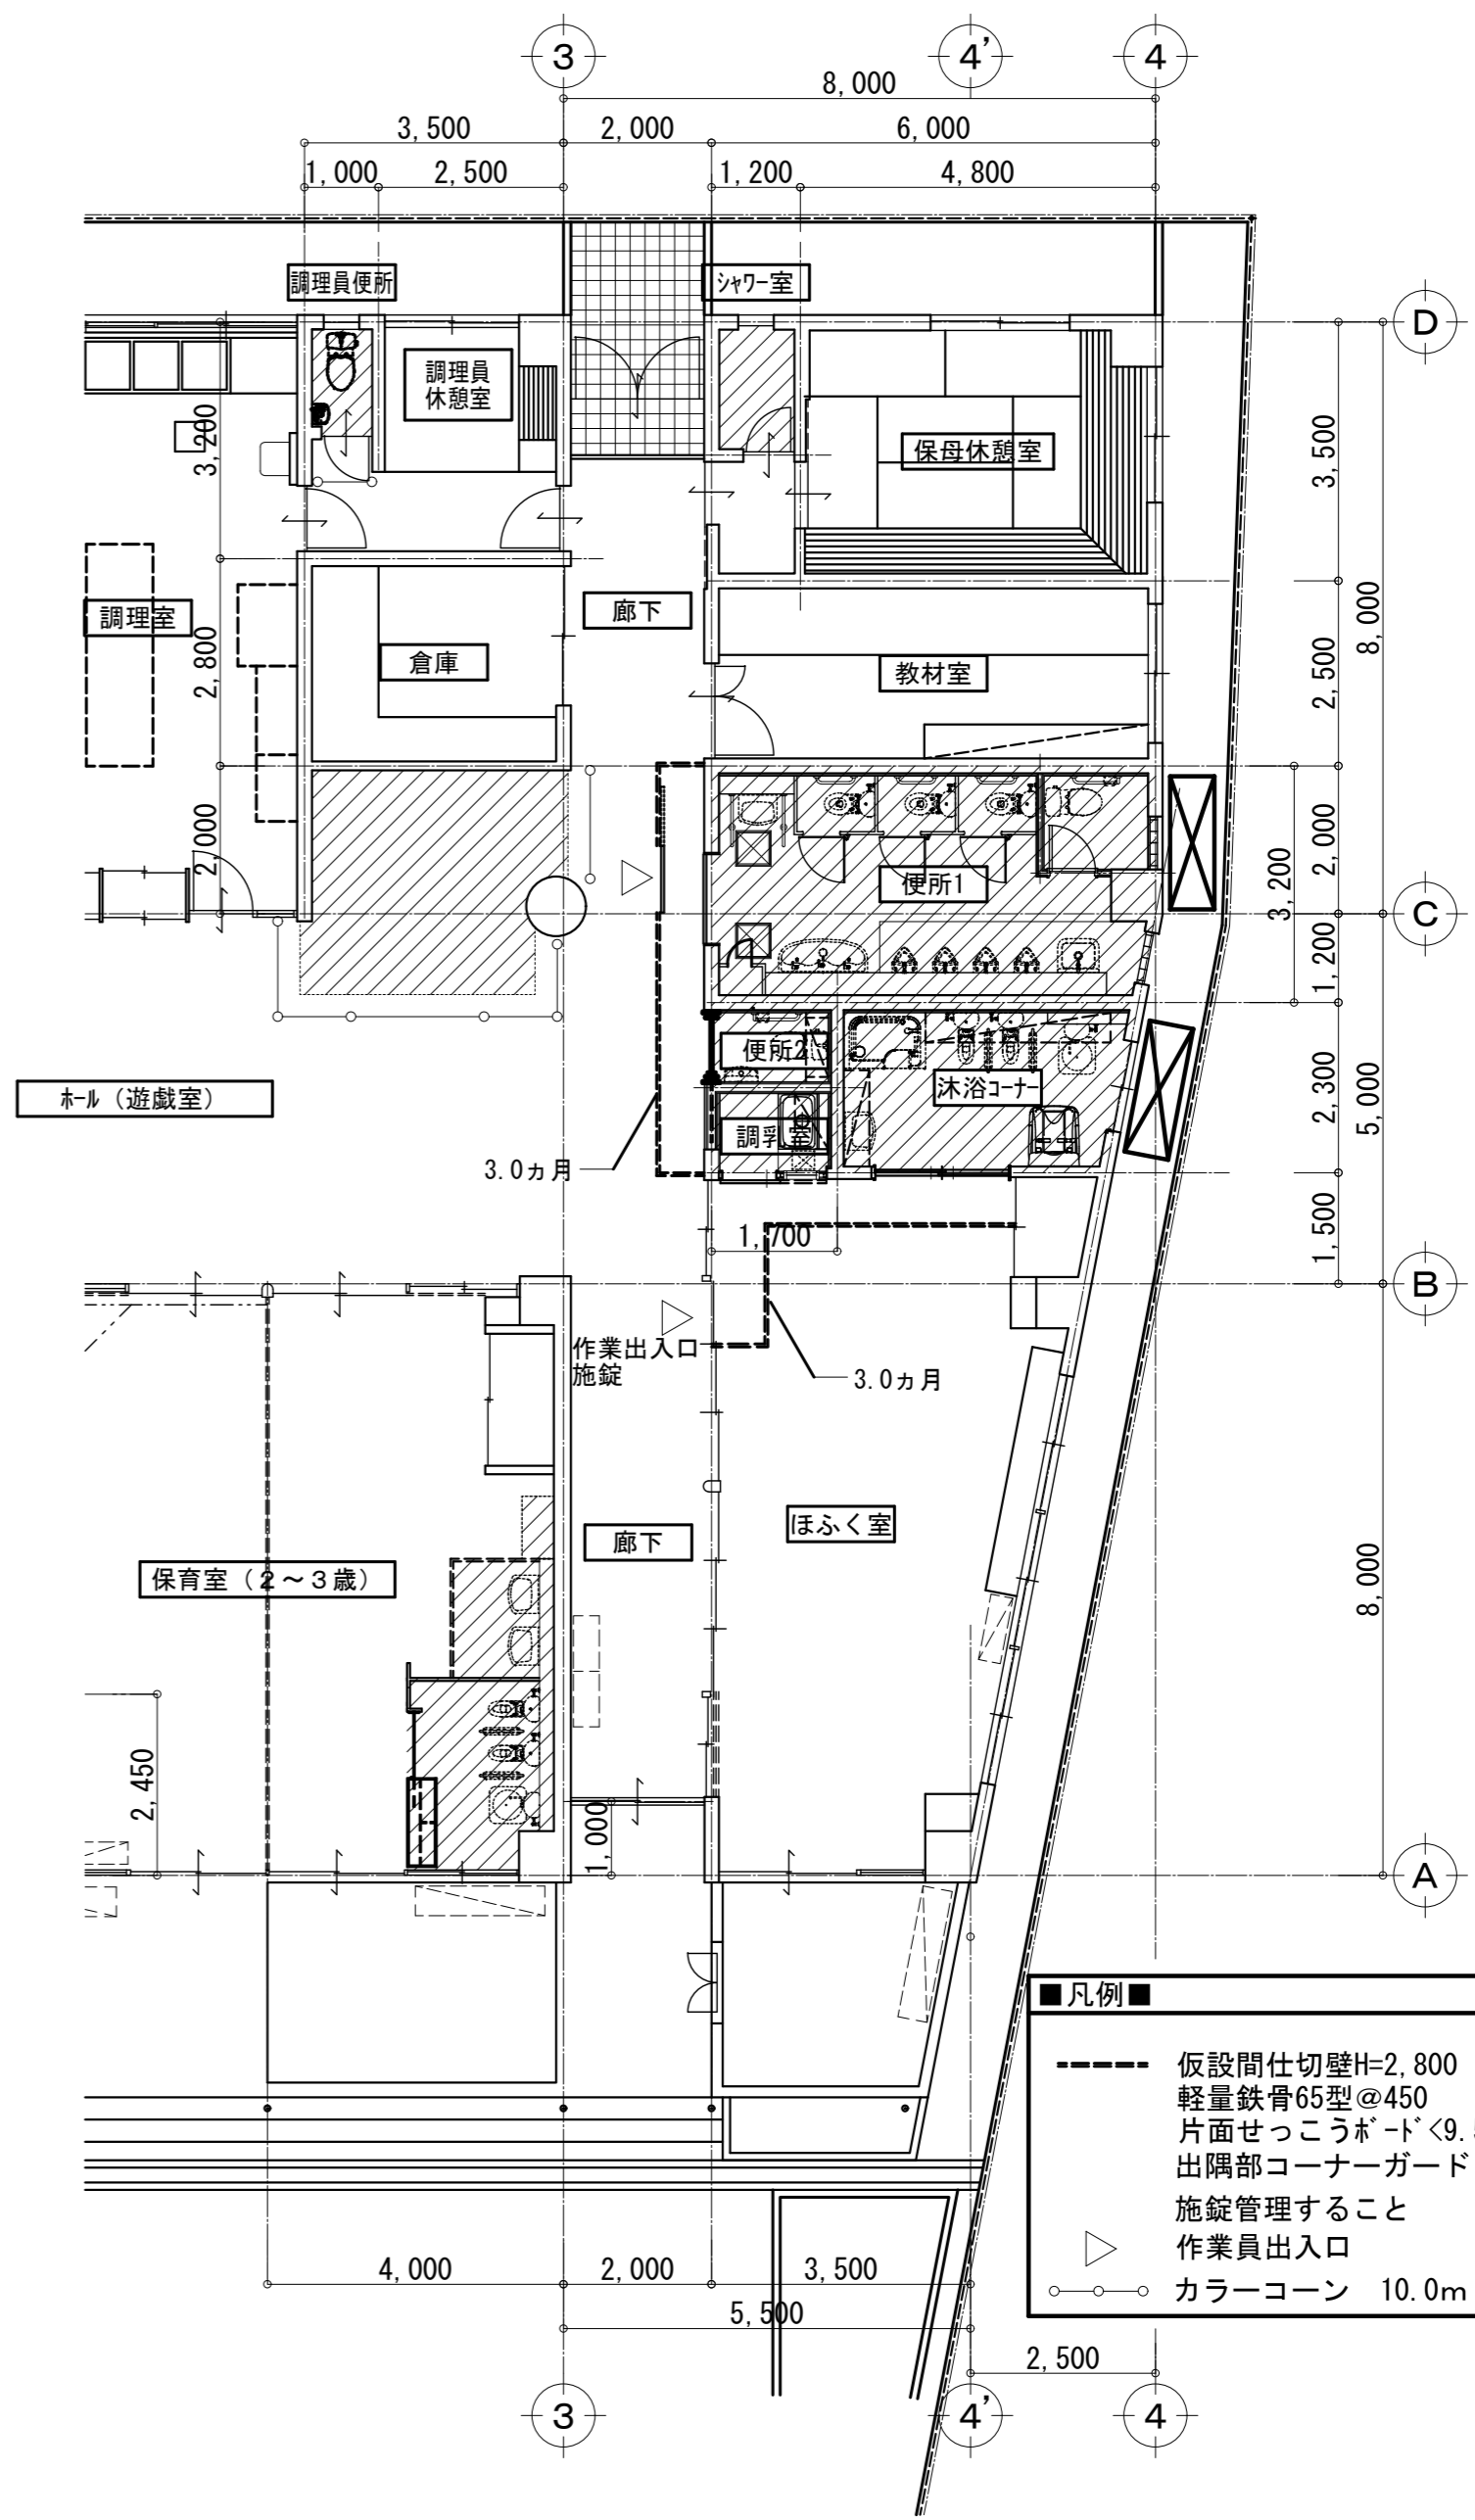 3
4'
4
8,000
3,500
2,000
6,000
1,000
2,500
1,200
4,800
調理員便所
シャワー室
D
調理員
休憩室
保母休憩室
3,200
3,500
調理室
廊下
倉庫
教材室
2,800
2,500
8,000
2,000
便所1
2,000
3,200
C
1,200
便所2
沐浴コーナー
ホール（遊戯室）
調乳室
2,300
5,000
3.0ヵ月
1,500
1,700
B
作業出入口
施錠
3.0ヵ月
ほふく室
廊下
保育室（２～３歳）
8,000
2,450
1,000
A
■凡例■
仮設間仕切壁H=2,800
軽量鉄骨65型@450
片面せっこうボード<9.
出隅部コーナーガード
施錠管理すること
作業員出入口
カラーコーン 10.0m
4,000
2,000
3,500
5,500
2,500
3
4'
4